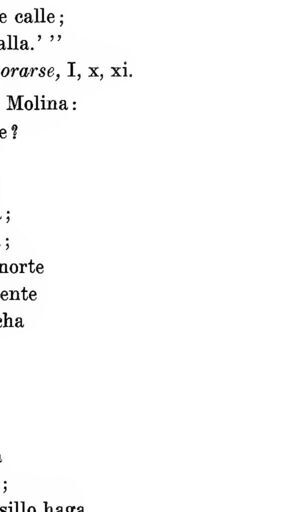 e calle;
alla.' ''
orarse, I, x, xi.
Molina:
e?
;
;
norte
ente
cha
;
sillo haga